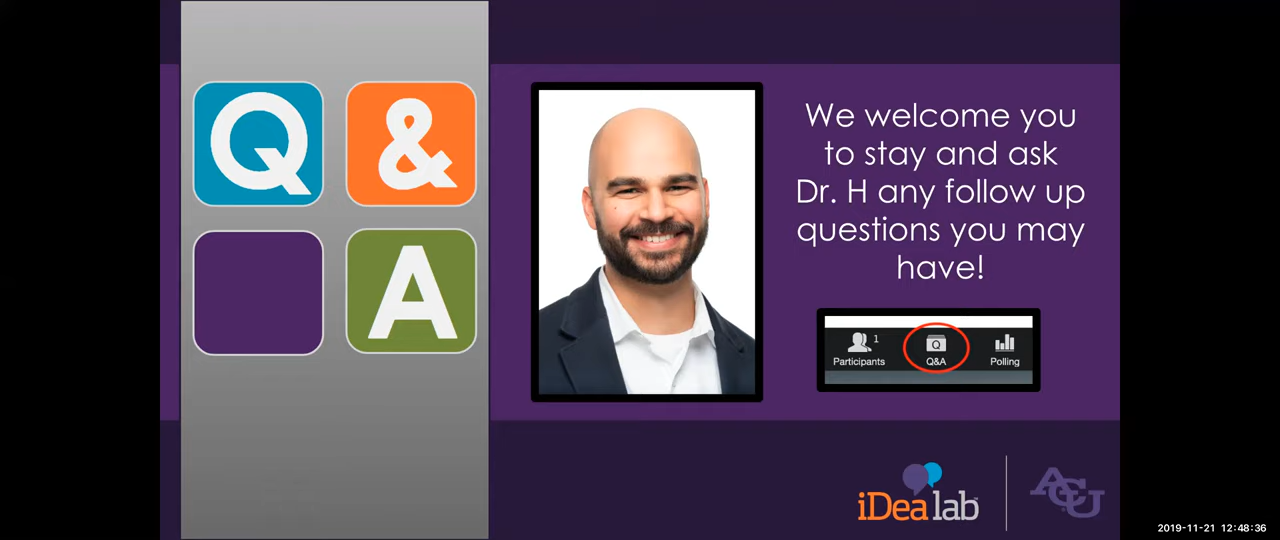 Q &
A
We welcome you
to stay and ask
Dr. H any follow up
questions you may
have!
1
Participants Q&A Polling
iDea lab
ACU
2019-11-21 12:48:36